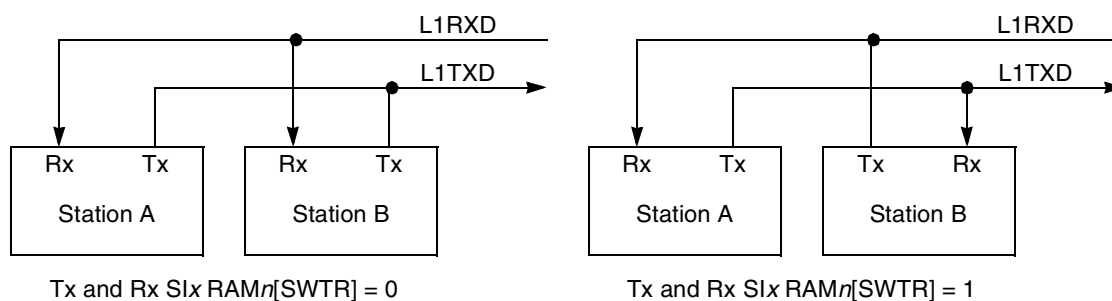 L1RXD
L1TXD
Rx Tx
Station A
Rx Tx
Station B
Tx and Rx SIx RAMn[SWTR] = 0
L1RXD
L1TXD
Rx Tx
Station A
Tx Rx
Station B
Tx and Rx SIx RAMn[SWTR] = 1